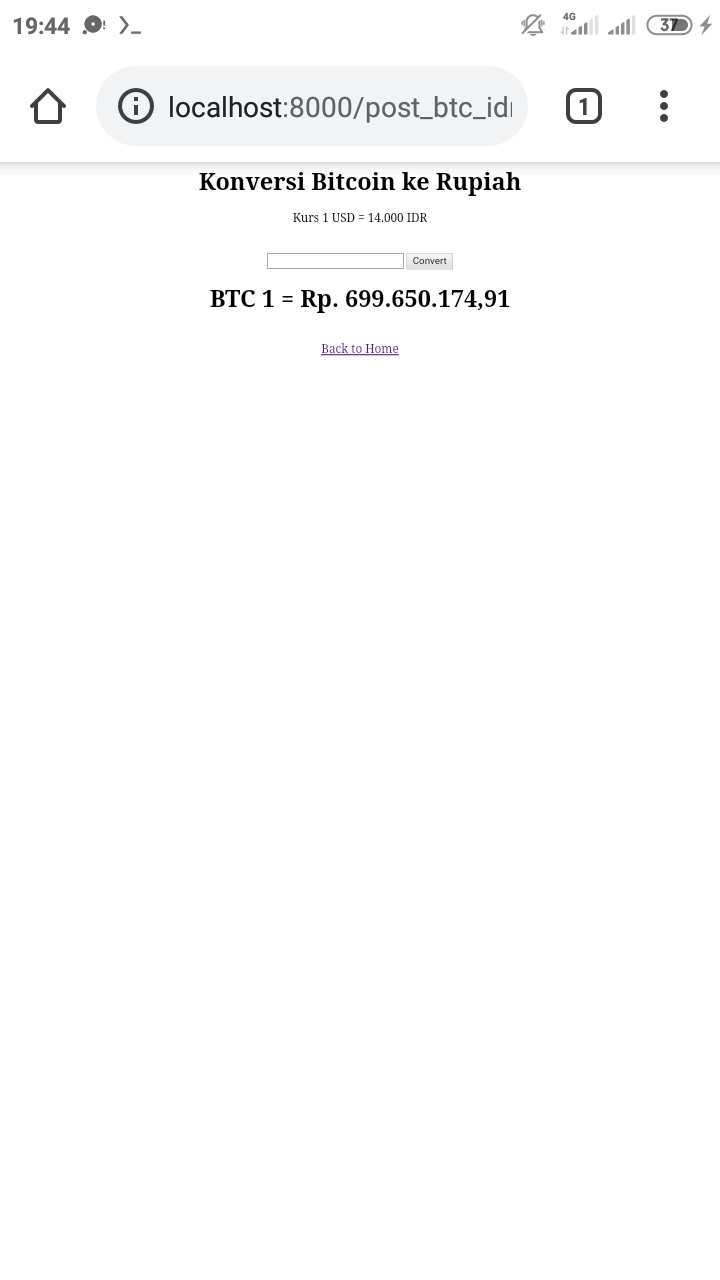 19:44
4G
37
localhost:8000/post_btc_id
1
Konversi Bitcoin ke Rupiah
Kurs 1 USD = 14.000 IDR
Convert
BTC 1 = Rp. 699.650.174,91
Back to Home